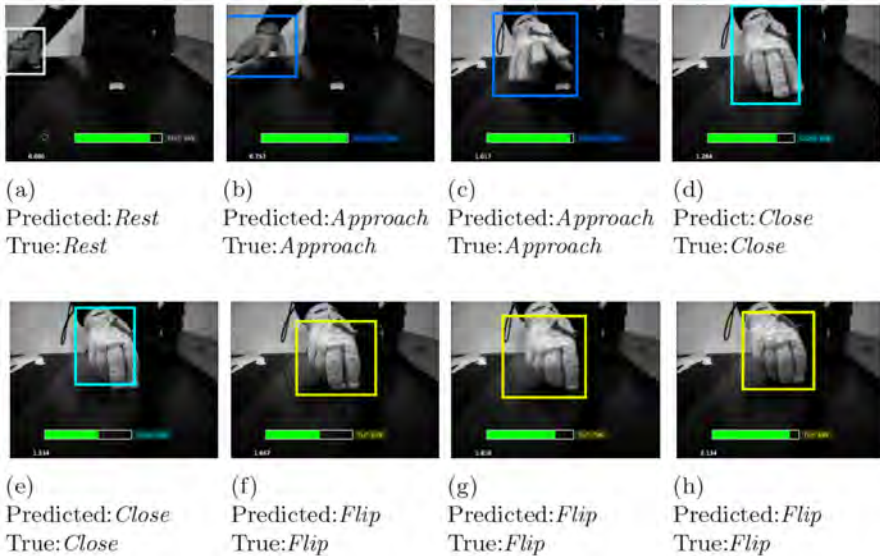 (a)
Predicted:Rest
True:Rest
(b)
Predicted:Approach
True:Approach
(c)
Predicted:Approach
True:Approach
(d)
Predict:Close
True:Close
(e)
Predicted:Close
True:Close
(f)
Predicted:Flip
True:Flip
(g)
Predicted:Flip
True:Flip
(h)
Predicted:Flip
True:Flip